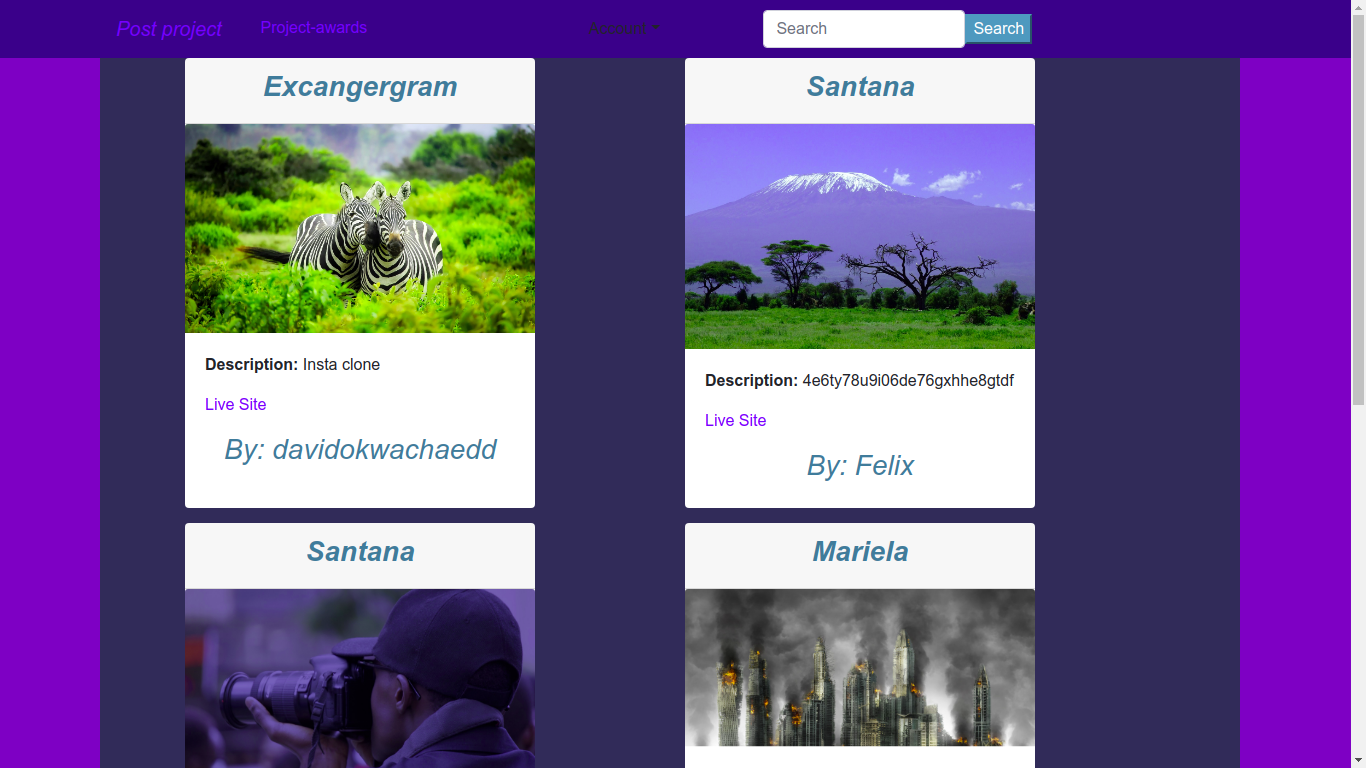 Post project
Project-awards
Account
Search
Search
Excangergram
Description: Insta clone
Live Site
By: davidokwachaedd
Santana
Description: 4e6ty78u9i06de76gxhhe8gtdf
Live Site
By: Felix
Santana
Mariela